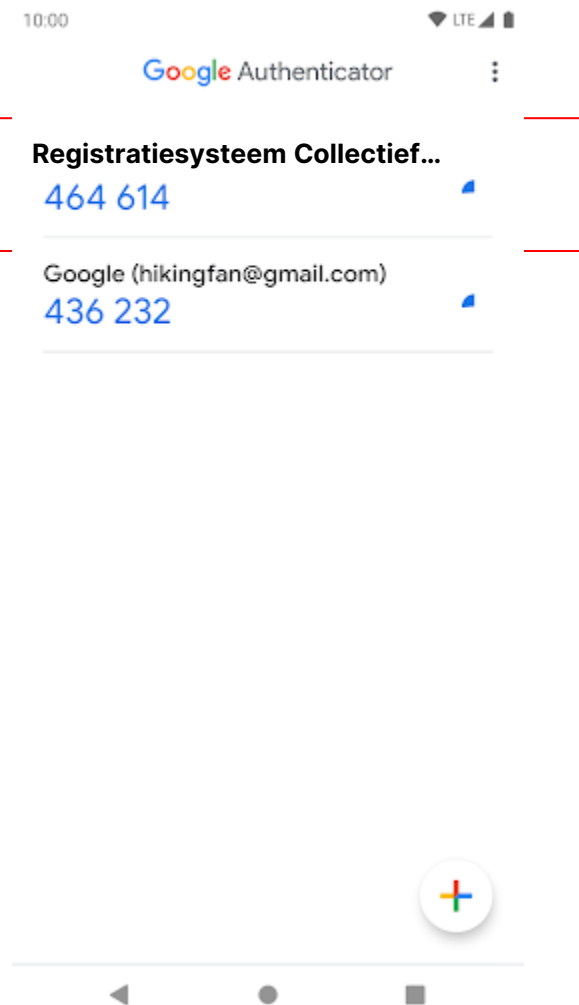 10:00 LTE
Google Authenticator
Registratiesysteem Collectief...
464 614
Google (hikingfan@gmail.com)
436 232